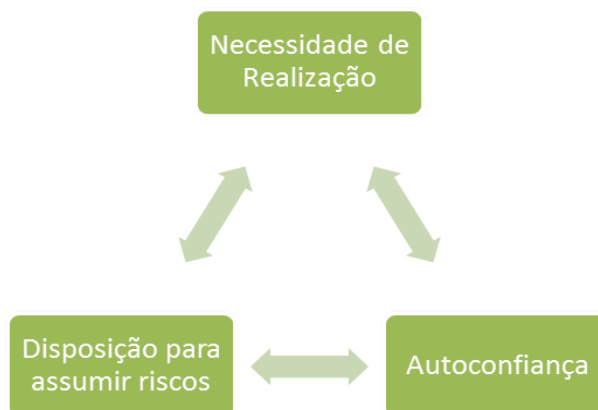 Necessidade de
Realização
Disposição para
assumir riscos
Autoconfiança